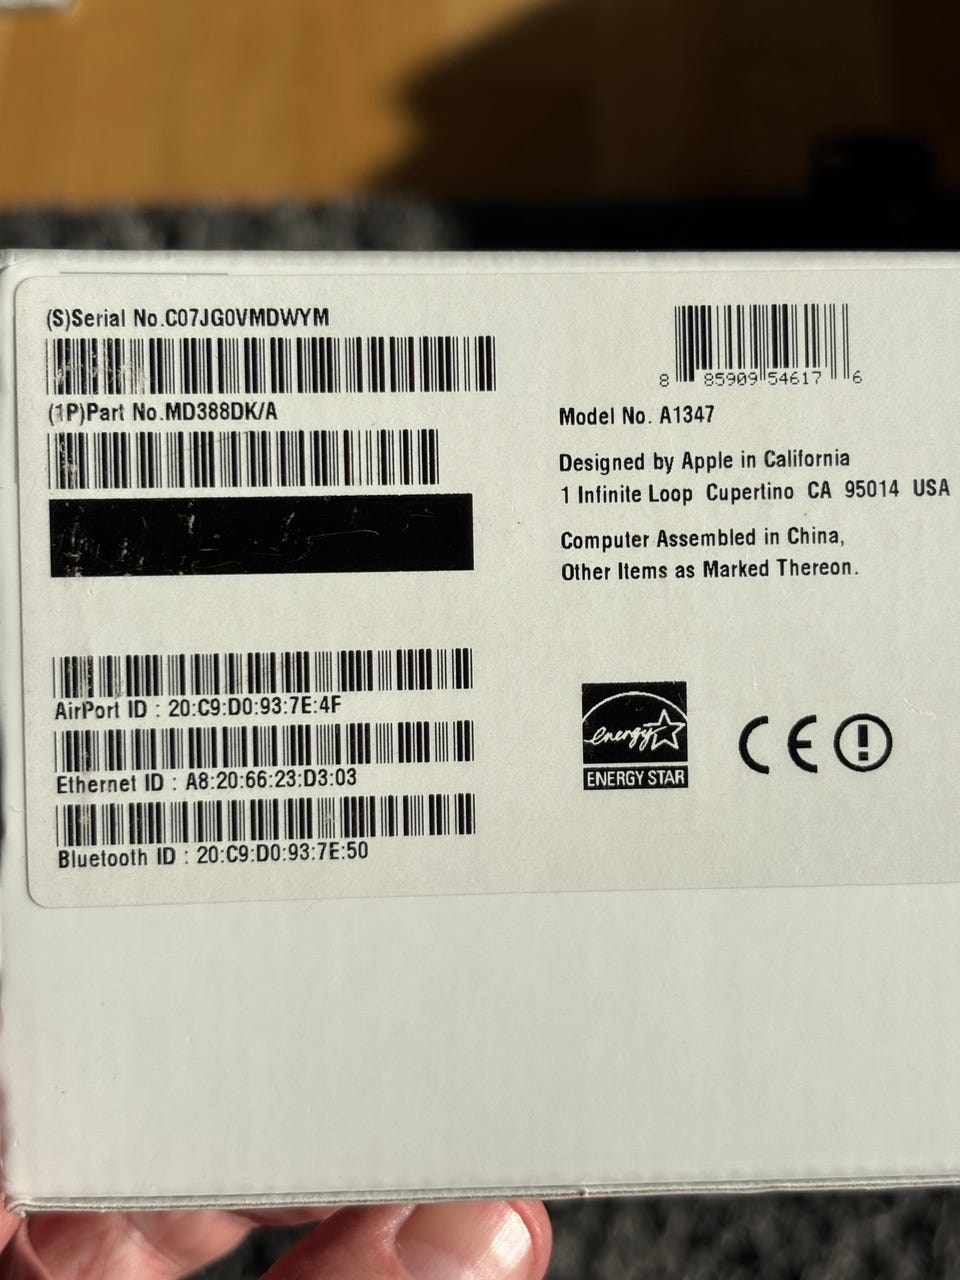 (S)Serial No.C07JG0VMDWYM
(1P)Part No.MD388DK/A
AirPort ID : 20:C9:D0:93:7E:4F
Ethernet ID : A8:20:66:23:D3:03
Bluetooth ID : 20:C9:D0:93:7E:50
8 85909 54617 6
Model No. A1347
Designed by Apple in California
1 Infinite Loop Cupertino CA 95014 USA
Computer Assembled in China,
Other Items as Marked Thereon.
energy
ENERGY STAR
CE